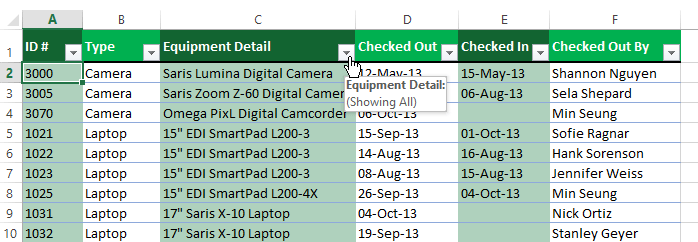 A B C D E F
1 ID # Type Equipment Detail Checked Out Checked In Checked Out By
2 3000 Camera Saris Lumina Digital Camera 12-May-13 15-May-13 Shannon Nguyen
Equipment Detail:
(Showing All)
3 3005 Camera Saris Zoom Z-60 Digital Camer 06-Aug-13 Sela Shepard
4 3070 Camera Omega PixL Digital Camcorder 06-Oct-13 Min Seung
5 1021 Laptop 15" EDI SmartPad L200-3 15-Sep-13 01-Oct-13 Sofie Ragnar
6 1022 Laptop 15" EDI SmartPad L200-3 14-Aug-13 16-Aug-13 Hank Sorenson
7 1023 Laptop 15" EDI SmartPad L200-3 08-Aug-13 15-Aug-13 Jennifer Weiss
8 1025 Laptop 15" EDI SmartPad L200-4X 26-Sep-13 04-Oct-13 Min Seung
9 1031 Laptop 17" Saris X-10 Laptop 04-Oct-13 Nick Ortiz
10 1032 Laptop 17" Saris X-10 Laptop 19-Sep-13 Stanley Geyer